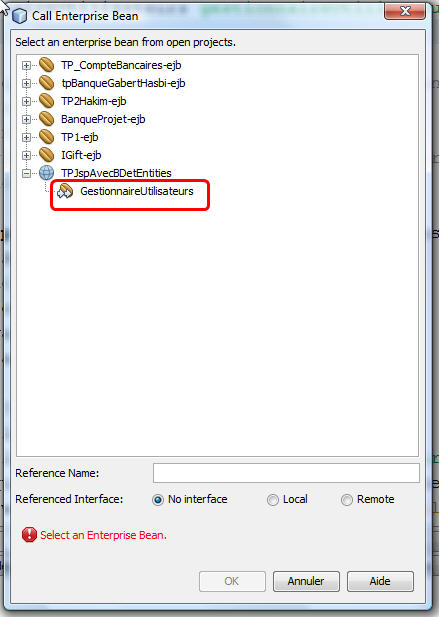 Call Enterprise Bean
Select an enterprise bean from open projects.
TP_CompteBancaires-ejb
tpBanqueGabertHasbi-ejb
TP2Hakim-ejb
BanqueProjet-ejb
TP1-ejb
IGift-ejb
TPJspAvecBDetEntities
GestionnaireUtilisateurs
Reference Name:
Referenced Interface: No interface Local Remote
Select an Enterprise Bean.
OK Annuler Aide